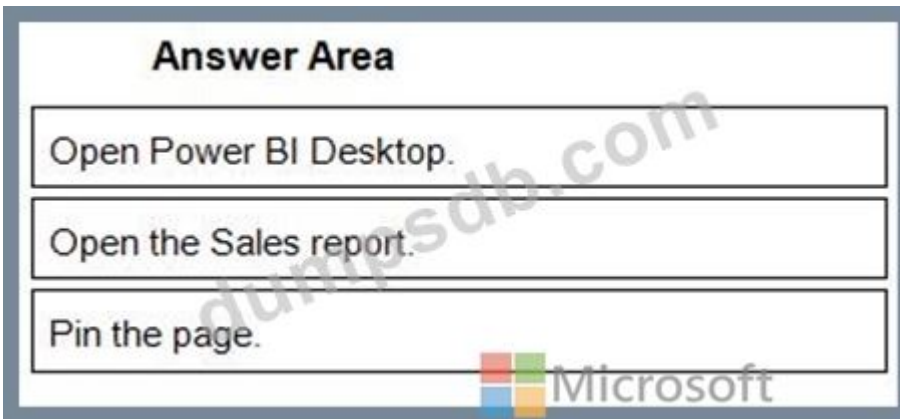 Answer Area
Open Power BI Desktop.
Open the Sales report.
Pin the page.
dumpsdb.com
Microsoft